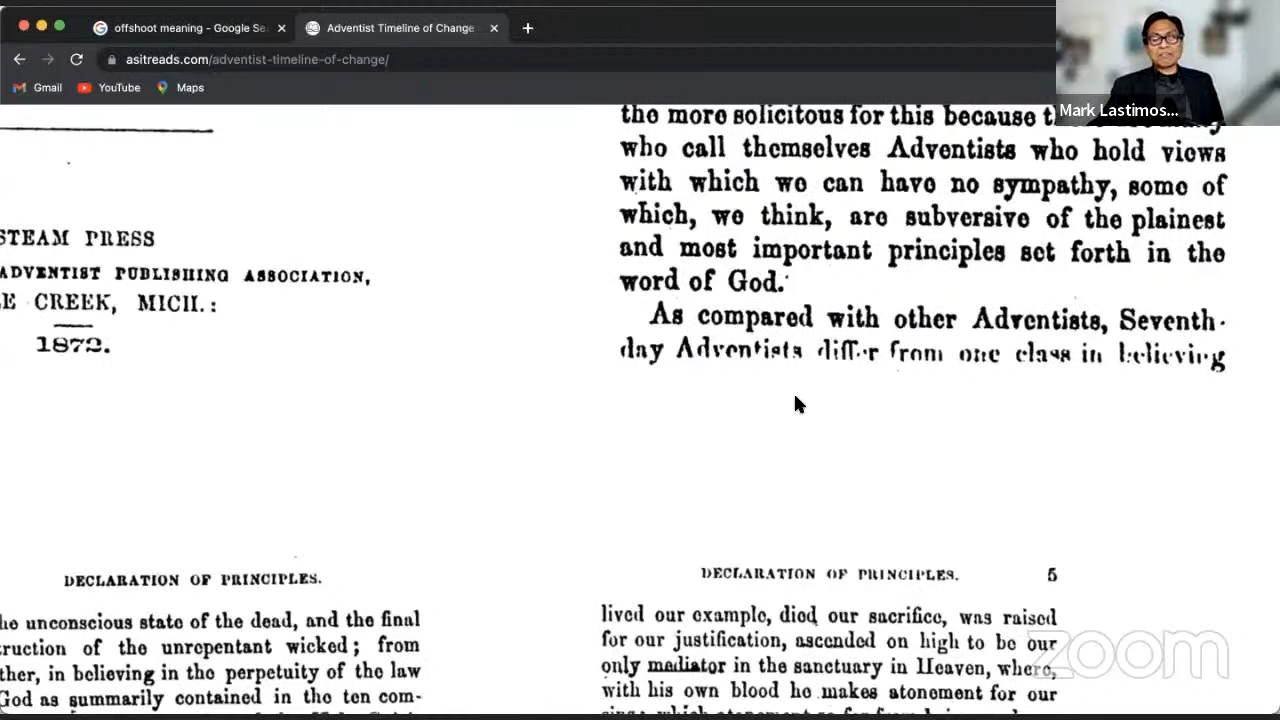 offshoot meaning - Google Se
Adventist Timeline of Change
asitreads.com/adventist-timeline-of-change/
Gmail
YouTube
Maps
Mark Lastimos...
STEAM PRESS
ADVENTIST PUBLISHING ASSOCIATION,
CREEK, MICH.:
1872.
the more solicitous for this because
who call themselves Adventists who hold views
with which we can have no sympathy, some of
which, we think, are subversive of the plainest
and most important principles set forth in the
word of God.
As compared with other Adventists, Seventh-
day Adventists differ from one class in believing
DECLARATION OF PRINCIPLES.
unconscious state of the dead, and the final
of the unrepentant wicked; from
in believing in the perpetuity of the law
God as summarily contained in the ten com-
DECLARATION OF PRINCIPLES. 5
lived our example, died our sacrifice, was raised
for our justification, ascended on high to be our
only mediator in the sanctuary in Heaven, where,
with his own blood he makes atonement for our
zoom